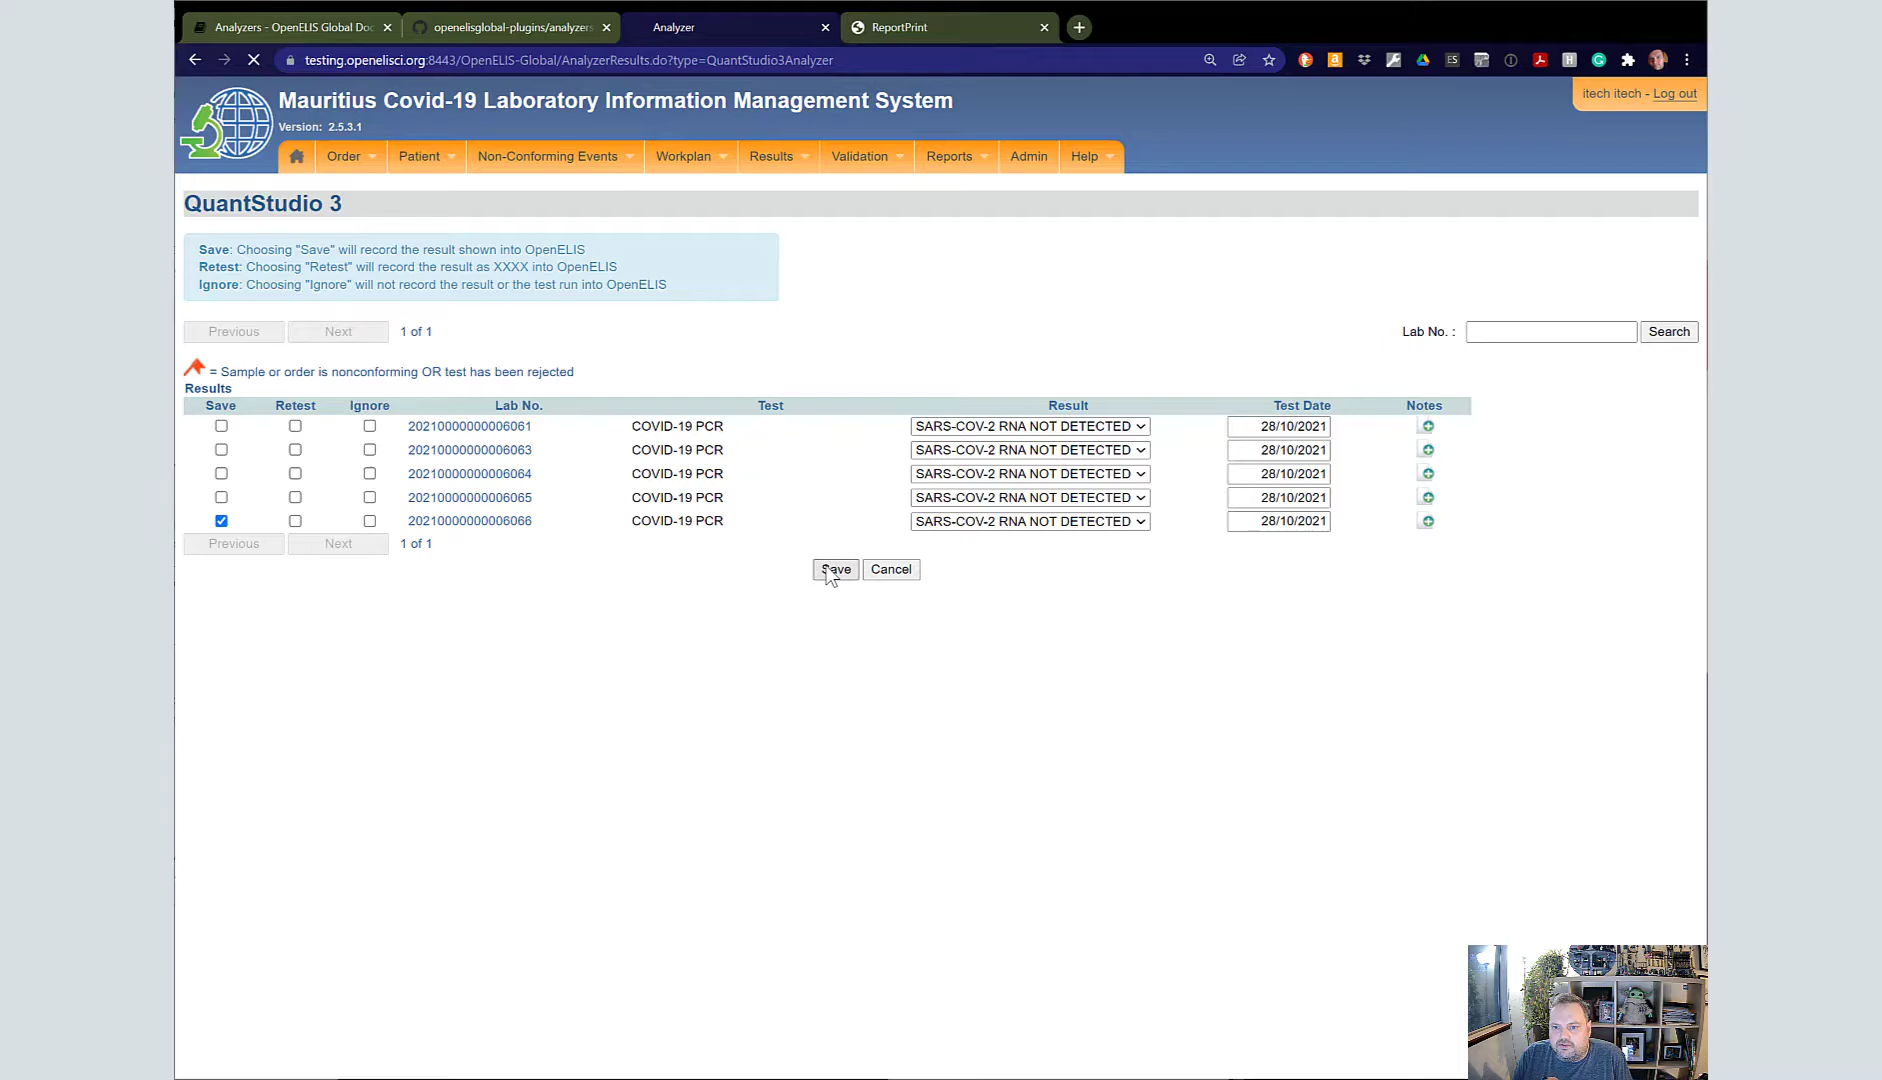 Analyzers - OpenELIS Global Doc
openelisglobal-plugins/analyzers
Analyzer
ReportPrint
testing.openelisci.org:8443/OpenELIS-Global/AnalyzerResults.do?type=QuantStudio3Analyzer
Mauritius Covid-19 Laboratory Information Management System
itech itech - Log out
Version: 2.5.3.1
Order Patient Non-Conforming Events Workplan Results Validation Reports Admin Help
QuantStudio 3
Save: Choosing "Save" will record the result shown into OpenELIS
Retest: Choosing "Retest" will record the result as XXXX into OpenELIS
Ignore: Choosing "Ignore" will not record the result or the test run into OpenELIS
Previous Next 1 of 1 Lab No. : Search
= Sample or order is nonconforming OR test has been rejected
Results
Save Retest Ignore Lab No. Test Result Test Date Notes
20210000000006061 COVID-19 PCR SARS-COV-2 RNA NOT DETECTED 28/10/2021
20210000000006063 COVID-19 PCR SARS-COV-2 RNA NOT DETECTED 28/10/2021
20210000000006064 COVID-19 PCR SARS-COV-2 RNA NOT DETECTED 28/10/2021
20210000000006065 COVID-19 PCR SARS-COV-2 RNA NOT DETECTED 28/10/2021
20210000000006066 COVID-19 PCR SARS-COV-2 RNA NOT DETECTED 28/10/2021
Previous Next 1 of 1
Save Cancel